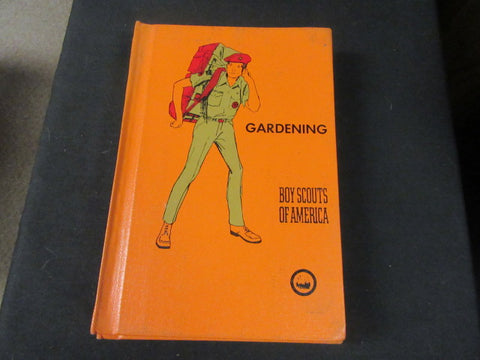 GARDENING
BOY SCOUTS
OF AMERICA